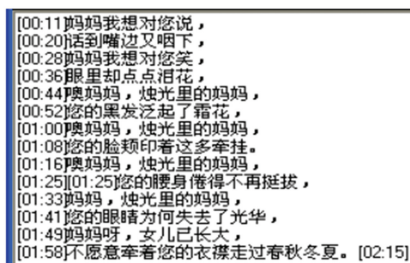 [00:11]妈妈我想对您说，
[00:20]话到嘴边又咽下，
[00:28]妈妈我想对您笑，
[00:36]眼里却点点泪花，
[00:44]噢妈妈，烛光里的妈妈，
[00:52]您的黑发泛起了霜花，
[01:00]噢妈妈，烛光里的妈妈，
[01:08]您的脸颊印着这多牵挂。
[01:16]噢妈妈，烛光里的妈妈，
[01:25][01:25]您的腰身倦得不再挺拔，
[01:33]妈妈，烛光里的妈妈，
[01:41]您的眼睛为何失去了光华，
[01:49]妈妈呀，女儿已长大，
[01:58]不愿意牵着您的衣襟走过春秋冬夏。[02:15]